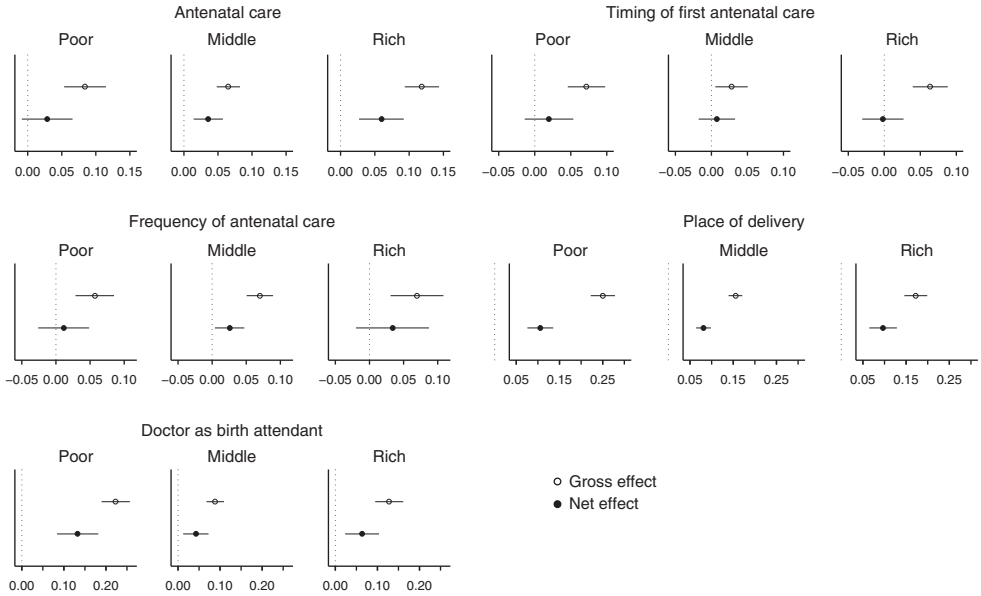 Antenatal care
Timing of first antenatal care
Poor Middle Rich Poor Middle Rich
0.00 0.05 0.10 0.15 0.00 0.05 0.10 0.15 0.00 0.05 0.10 0.15 −0.05 0.00 0.05 0.10 −0.05 0.00 0.05 0.10 −0.05 0.00 0.05 0.10
Frequency of antenatal care
Place of delivery
Poor Middle Rich Poor Middle Rich
−0.05 0.00 0.05 0.10 −0.05 0.00 0.05 0.10 −0.05 0.00 0.05 0.10 0.05 0.15 0.25 0.05 0.15 0.25 0.05 0.15 0.25
Doctor as birth attendant
Poor Middle Rich
Gross effect
Net effect
0.00 0.10 0.20 0.00 0.10 0.20 0.00 0.10 0.20